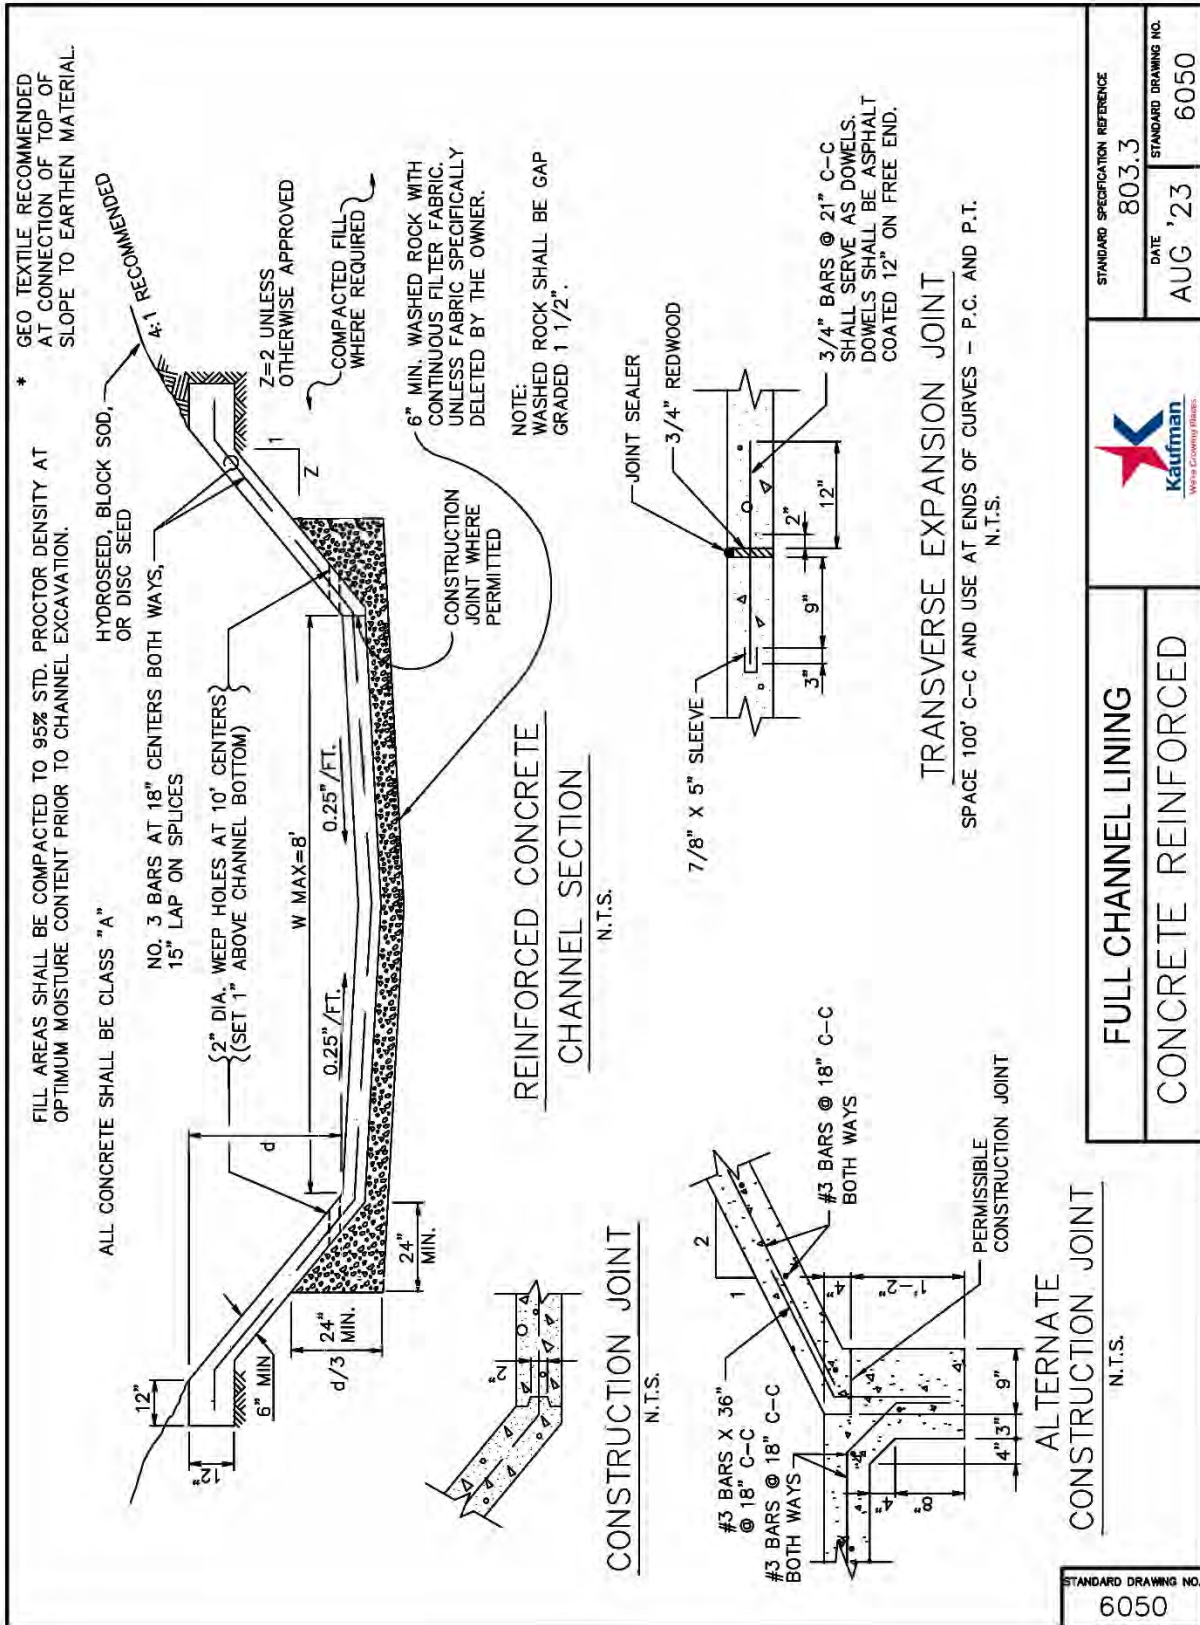 FILL AREAS SHALL BE COMPACTED TO 95% STD. PROCTOR DENSITY AT
OPTIMUM MOISTURE CONTENT PRIOR TO CHANNEL EXCAVATION.
* GEO TEXTILE RECOMMENDED
AT CONNECTION OF TOP OF
SLOPE TO EARTHEN MATERIAL.
ALL CONCRETE SHALL BE CLASS "A"
HYDROSEED, BLOCK SOD,
OR DISC SEED
4:1 RECOMMENDED
NO. 3 BARS AT 18" CENTERS BOTH WAYS,
15" LAP ON SPLICES
2" DIA. WEEP HOLES AT 10' CENTERS
(SET 1" ABOVE CHANNEL BOTTOM)
12"
12"
6" MIN
d
W MAX=8'
0.25"/FT.
0.25"/FT.
1
Z
Z=2 UNLESS
OTHERWISE APPROVED
COMPACTED FILL
WHERE REQUIRED
d/3
24"
MIN.
24"
MIN.
CONSTRUCTION
JOINT WHERE
PERMITTED
6" MIN. WASHED ROCK WITH
CONTINUOUS FILTER FABRIC.
UNLESS FABRIC SPECIFICALLY
DELETED BY THE OWNER.
NOTE:
WASHED ROCK SHALL BE GAP
GRADED 1 1/2".
REINFORCED CONCRETE
CHANNEL SECTION
N.T.S.
2"
CONSTRUCTION JOINT
N.T.S.
7/8" X 5" SLEEVE
JOINT SEALER
3/4" REDWOOD
3"
9"
2"
12"
3/4" BARS @ 21" C-C
SHALL SERVE AS DOWELS.
DOWELS SHALL BE ASPHALT
COATED 12" ON FREE END.
TRANSVERSE EXPANSION JOINT
SPACE 100' C-C AND USE AT ENDS OF CURVES - P.C. AND P.T.
N.T.S.
#3 BARS X 36"
@ 18" C-C
#3 BARS @ 18" C-C
BOTH WAYS
2
1
#3 BARS @ 18" C-C
BOTH WAYS
4"
1'-2"
PERMISSIBLE
CONSTRUCTION JOINT
4"
8"
4"
3"
9"
ALTERNATE
CONSTRUCTION JOINT
N.T.S.
FULL CHANNEL LINING
CONCRETE REINFORCED
Kaufman
We're Growing Places
STANDARD SPECIFICATION REFERENCE
803.3
DATE
AUG '23
STANDARD DRAWING NO.
6050
STANDARD DRAWING NO.
6050